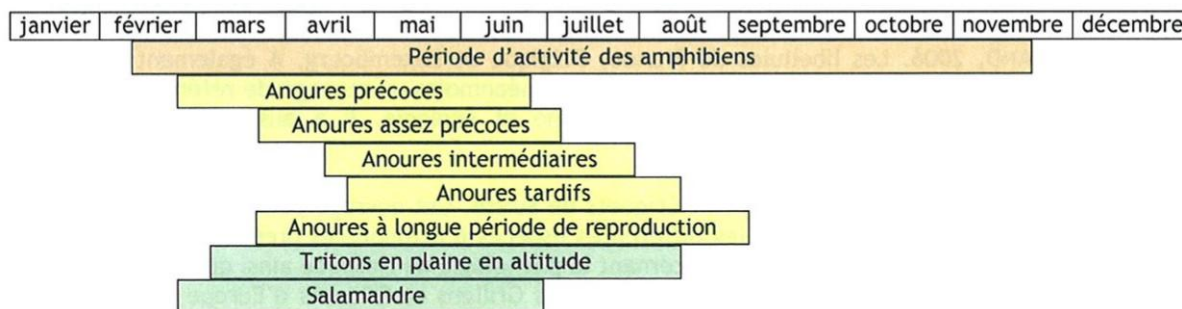 janvier février mars avril mai juin juillet août septembre octobre novembre décembre
Période d'activité des amphibiens
Anoures précoces
Anoures assez précoces
Anoures intermédiaires
Anoures tardifs
Anoures à longue période de reproduction
Tritons en plaine en altitude
Salamandre